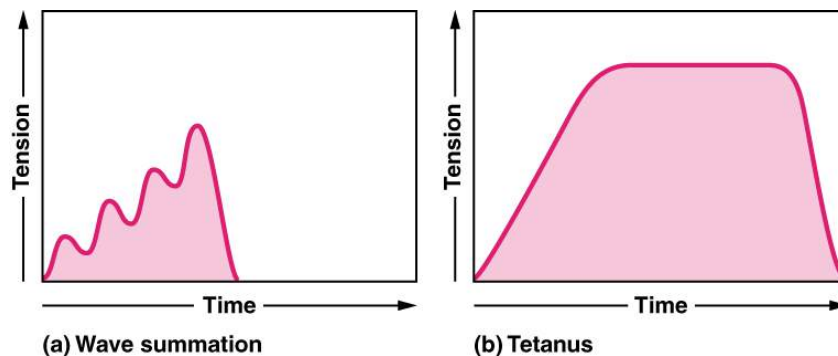 Tension
Time
(a) Wave summation
Tension
Time
(b) Tetanus